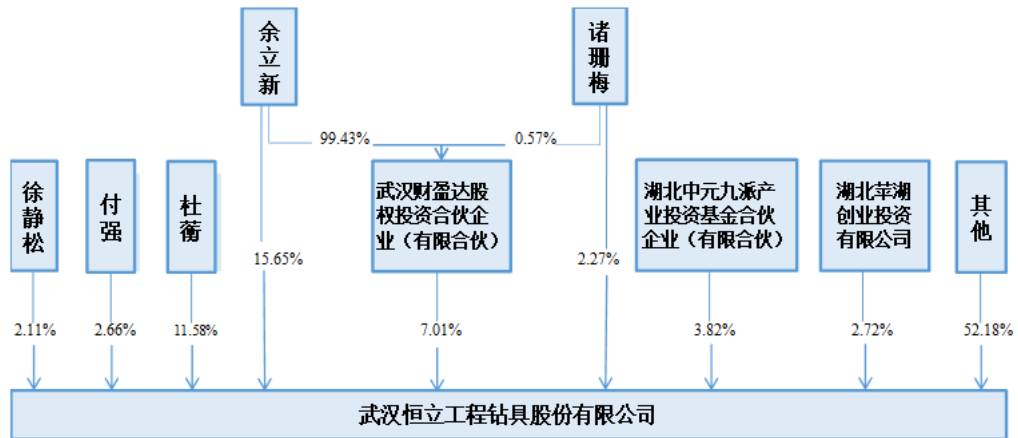 余立新
诸珊梅
99.43%
0.57%
徐静松
付强
杜蘅
武汉财盈达股
权投资合伙企
业（有限合伙）
湖北中元九派产
业投资基金合伙
企业（有限合伙）
湖北苹湖
创业投资
有限公司
其他
15.65%
2.27%
2.11%
2.66%
11.58%
7.01%
3.82%
2.72%
52.18%
武汉恒立工程钻具股份有限公司